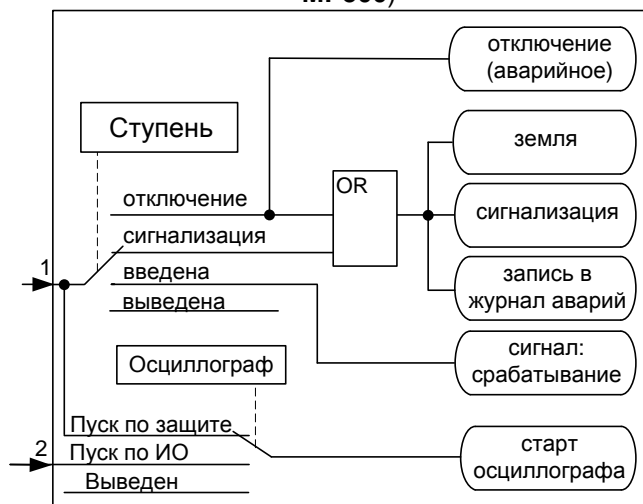 отключение
(аварийное)
Ступень
земля
OR
отключение
сигнализация
сигнализация
1
введена
выведена
запись в
журнал аварий
Осциллограф
сигнал:
срабатывание
Пуск по защите
2
Пуск по ИО
Выведен
старт
осциллографа